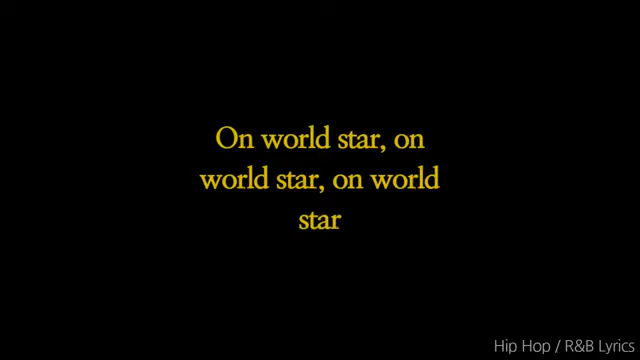 On world star, on
world star, on world
star
Hip Hop / R&B Lyrics